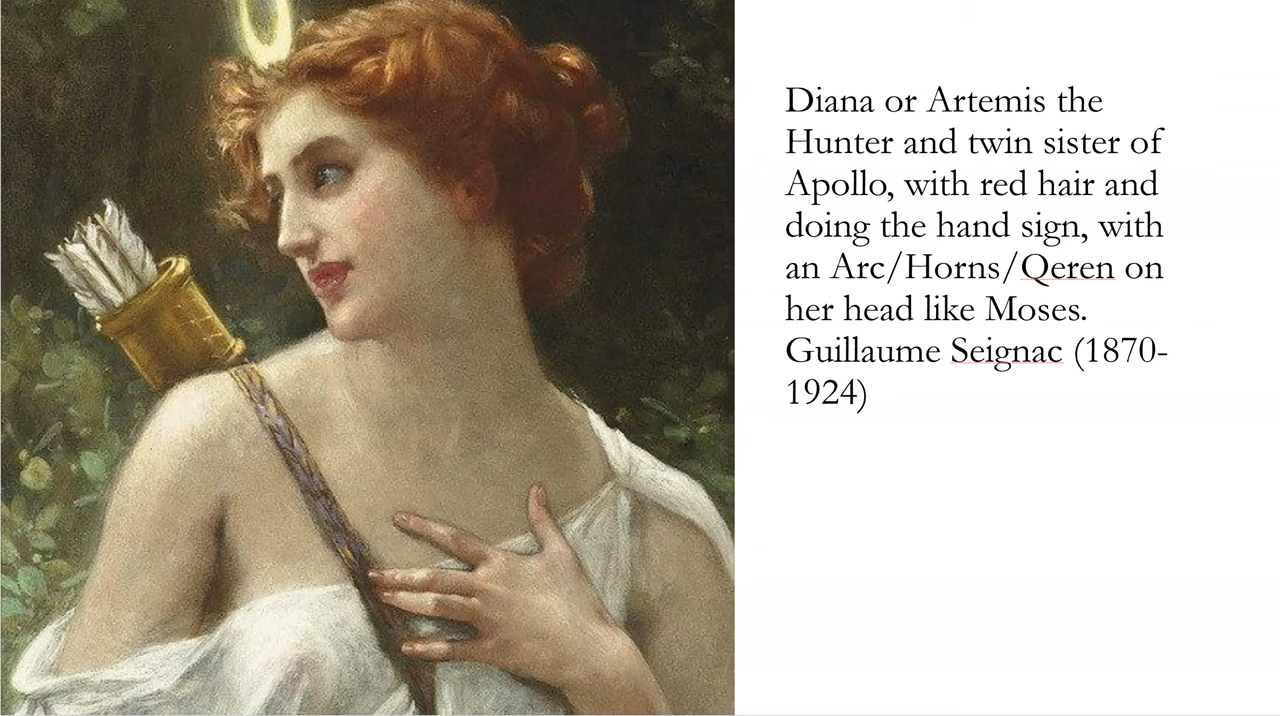 Diana or Artemis the
Hunter and twin sister of
Apollo, with red hair and
doing the hand sign, with
an Arc/Horns/Qeren on
her head like Moses.
Guillaume Seignac (1870-
1924)